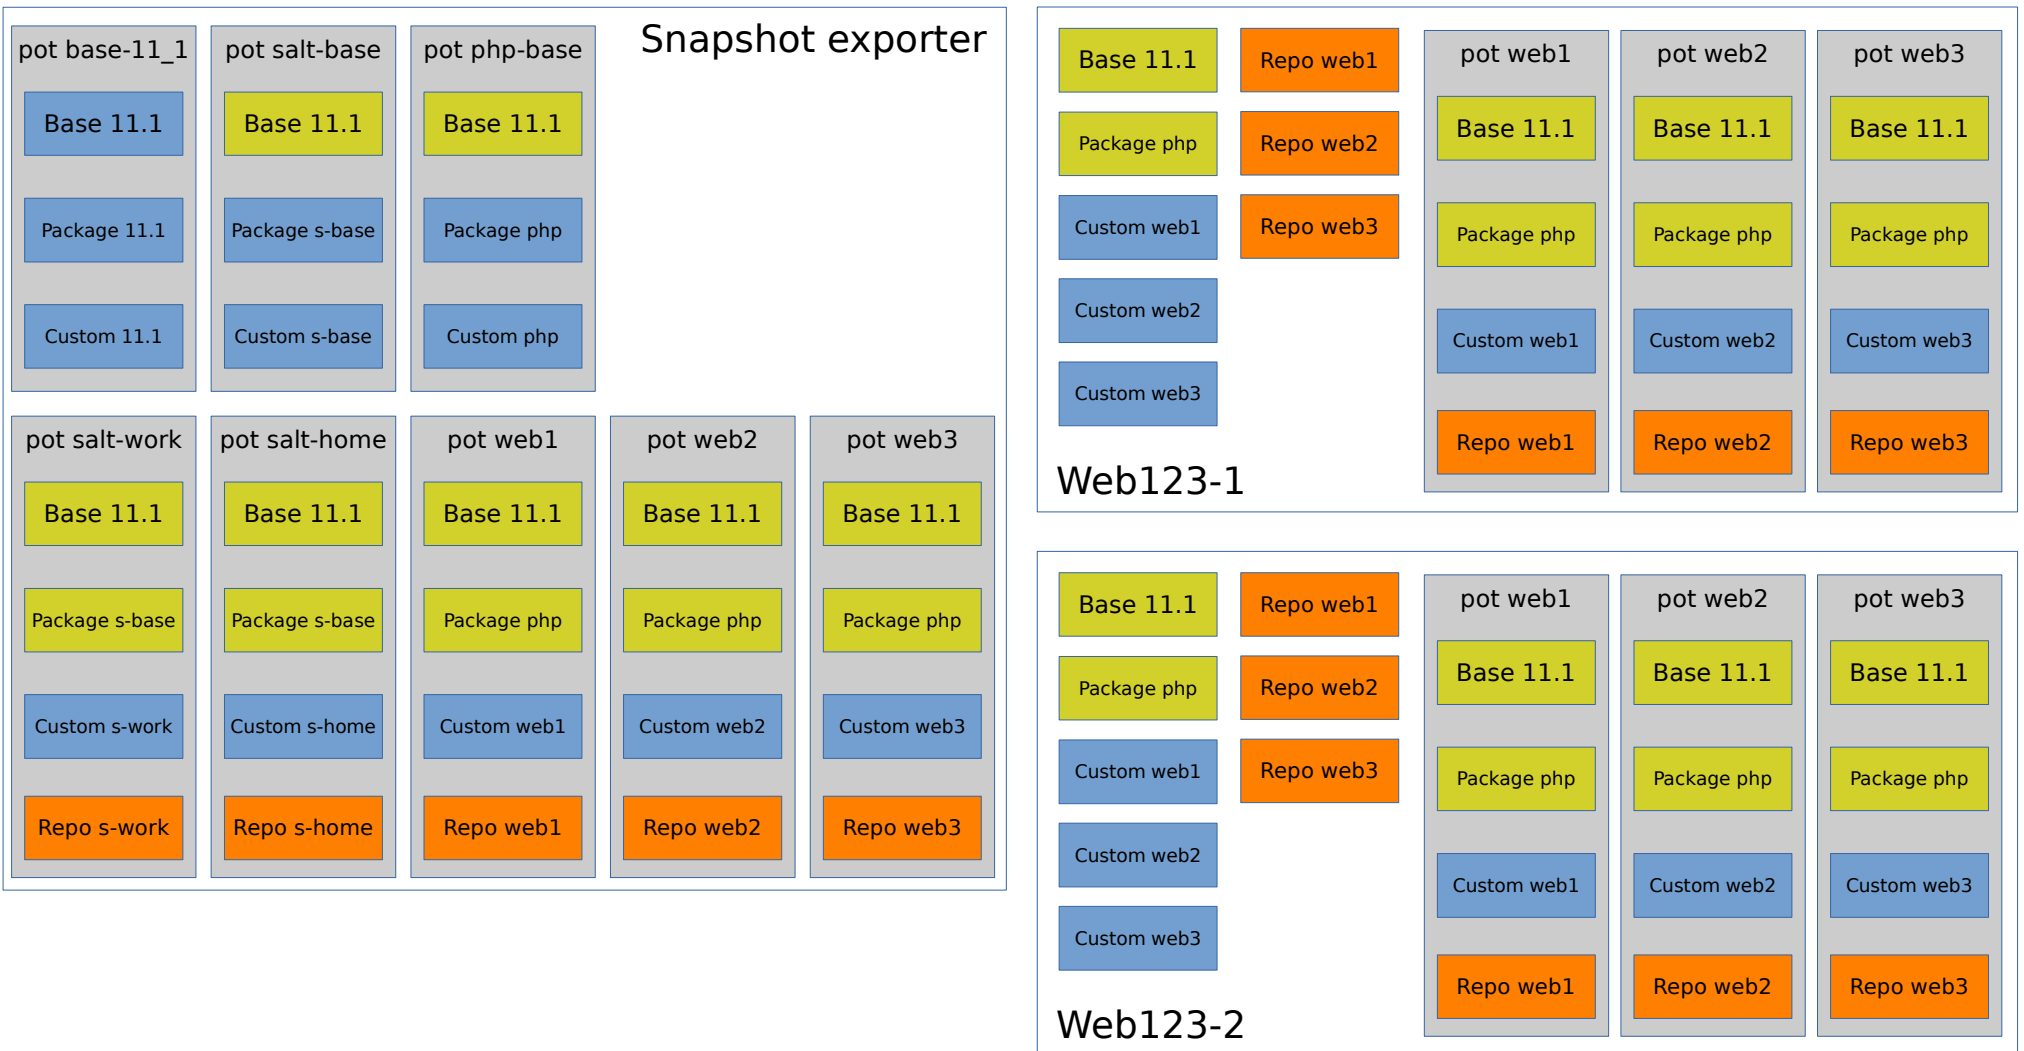 Snapshot exporter
pot base-11_1
Base 11.1
Package 11.1
Custom 11.1
pot salt-base
Base 11.1
Package s-base
Custom s-base
pot php-base
Base 11.1
Package php
Custom php
pot salt-work
Base 11.1
Package s-base
Custom s-work
Repo s-work
pot salt-home
Base 11.1
Package s-base
Custom s-home
Repo s-home
pot web1
Base 11.1
Package php
Custom web1
Repo web1
pot web2
Base 11.1
Package php
Custom web2
Repo web2
pot web3
Base 11.1
Package php
Custom web3
Repo web3
Base 11.1
Package php
Custom web1
Custom web2
Custom web3
Repo web1
Repo web2
Repo web3
pot web1
Base 11.1
Package php
Custom web1
Repo web1
pot web2
Base 11.1
Package php
Custom web2
Repo web2
pot web3
Base 11.1
Package php
Custom web3
Repo web3
Web123-1
Base 11.1
Package php
Custom web1
Custom web2
Custom web3
Repo web1
Repo web2
Repo web3
pot web1
Base 11.1
Package php
Custom web1
Repo web1
pot web2
Base 11.1
Package php
Custom web2
Repo web2
pot web3
Base 11.1
Package php
Custom web3
Repo web3
Web123-2